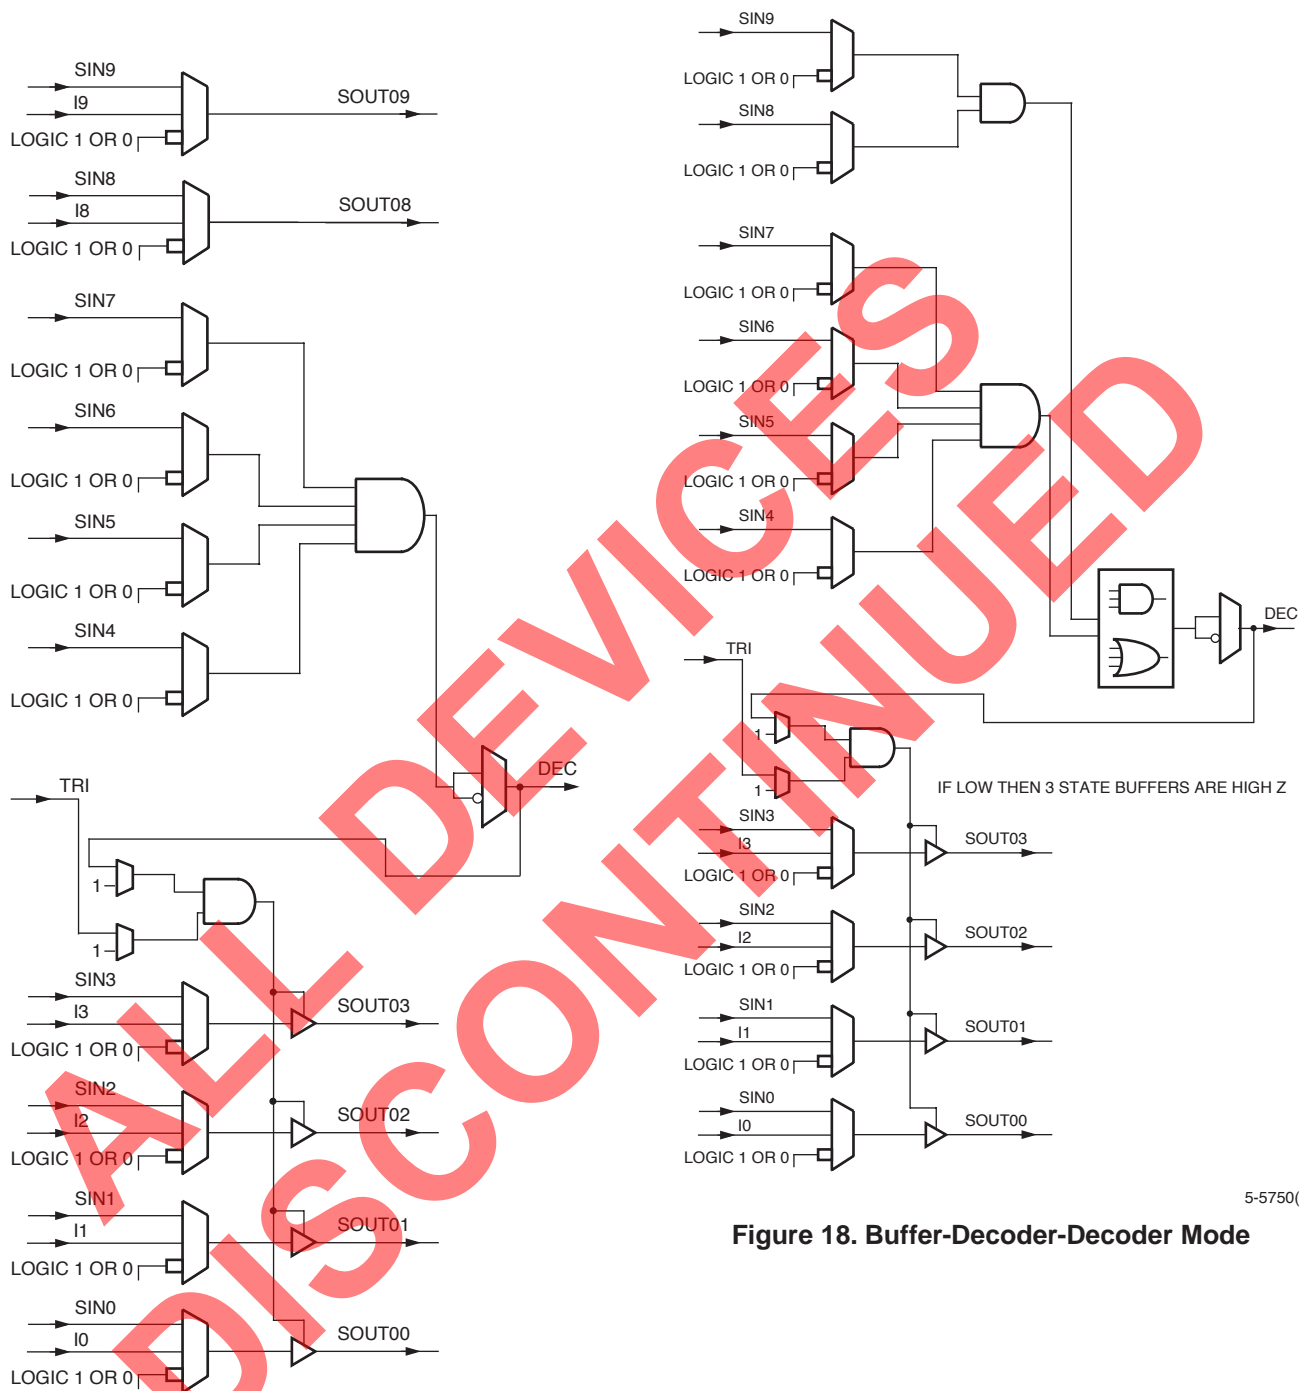 SIN9
I9
LOGIC 1 OR 0
SOUT09
SIN8
I8
LOGIC 1 OR 0
SOUT08
SIN7
LOGIC 1 OR 0
SIN6
LOGIC 1 OR 0
SIN5
LOGIC 1 OR 0
SIN4
LOGIC 1 OR 0
DEC
TRI
1
1
SIN3
I3
LOGIC 1 OR 0
SOUT03
SIN2
I2
LOGIC 1 OR 0
SOUT02
SIN1
I1
LOGIC 1 OR 0
SOUT01
SIN0
I0
LOGIC 1 OR 0
SOUT00
SIN9
LOGIC 1 OR 0
SIN8
LOGIC 1 OR 0
SIN7
LOGIC 1 OR 0
SIN6
LOGIC 1 OR 0
SIN5
LOGIC 1 OR 0
SIN4
LOGIC 1 OR 0
DEC
TRI
1
1
IF LOW THEN 3 STATE BUFFERS ARE HIGH Z
SIN3
I3
LOGIC 1 OR 0
SOUT03
SIN2
I2
LOGIC 1 OR 0
SOUT02
SIN1
I1
LOGIC 1 OR 0
SOUT01
SIN0
I0
LOGIC 1 OR 0
SOUT00
5-5750(
Figure 18. Buffer-Decoder-Decoder Mode
ALL DEVICES
DISCONTINUED